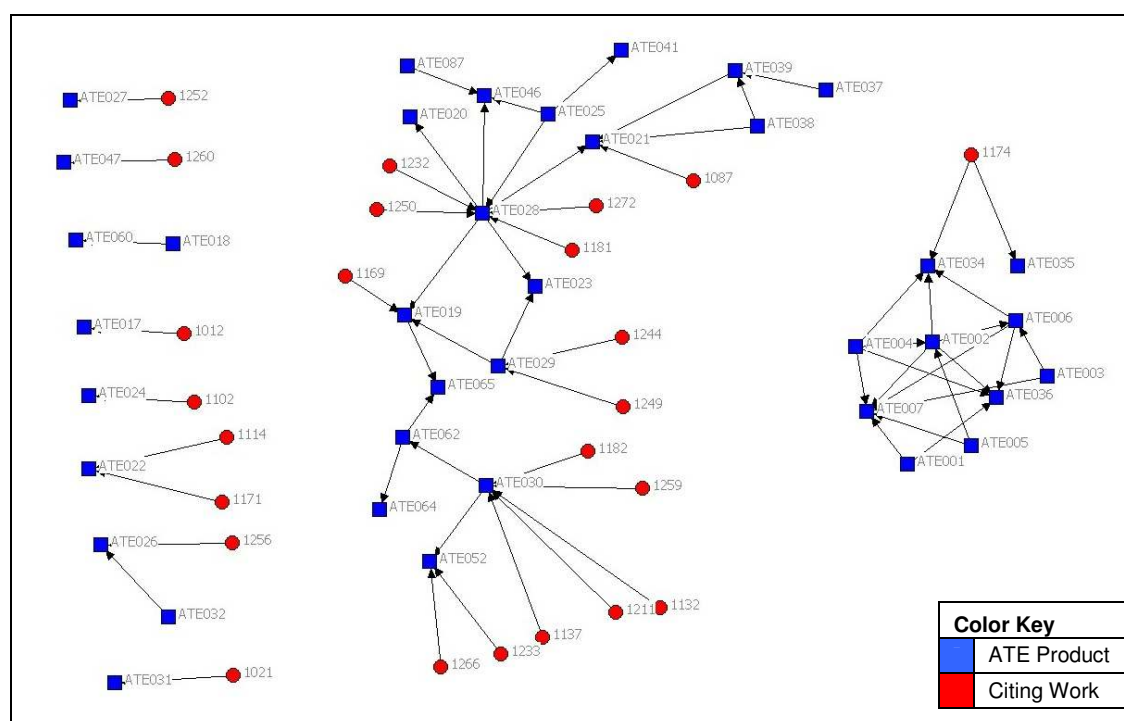 ATE041
ATE087
ATE039
ATE037
ATE046
ATE027
1252
ATE020
ATE025
ATE038
ATE021
1174
ATE047
1260
1232
1087
1250
ATE028
1272
ATE060
ATE018
1181
ATE034
ATE035
1169
ATE023
ATE019
ATE006
ATE017
1012
1244
ATE004
ATE002
ATE029
ATE003
ATE065
ATE024
1102
1249
ATE036
ATE007
1114
ATE062
1182
ATE005
ATE022
ATE001
ATE030
1259
1171
ATE064
ATE026
1256
ATE052
1132
1211
ATE032
1137
1233
1266
Color Key
ATE Product
Citing Work
ATE031
1021